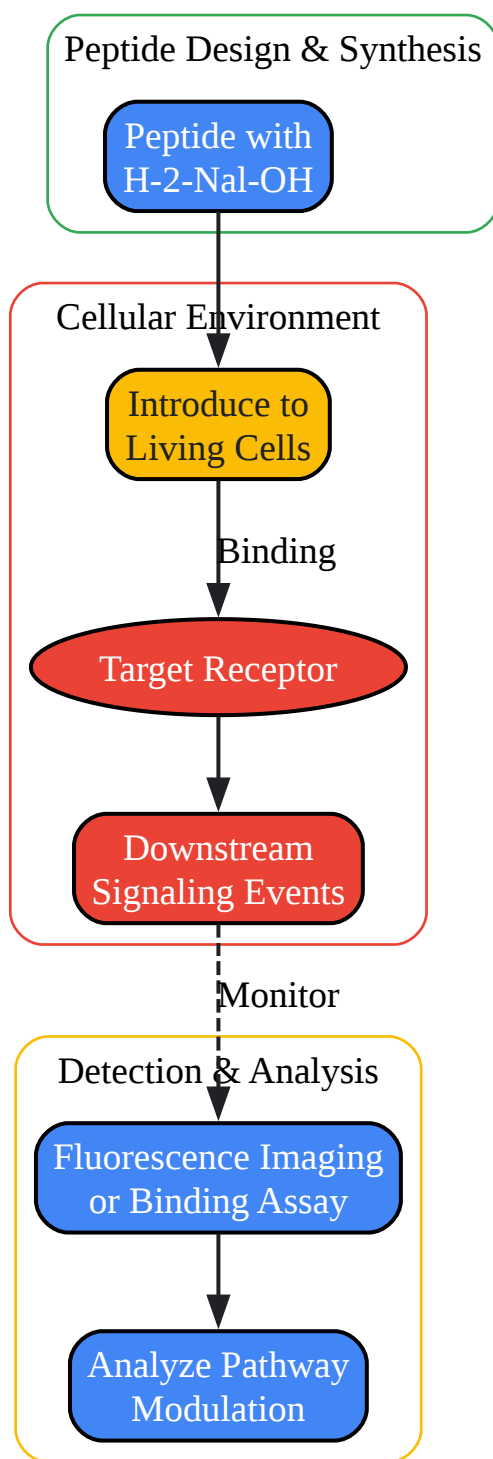 Peptide Design & Synthesis
Peptide with
H-2-Nal-OH
Cellular Environment
Introduce to
Living Cells
Binding
Target Receptor
Downstream
Signaling Events
Monitor
Detection & Analysis
Fluorescence Imaging
or Binding Assay
Analyze Pathway
Modulation